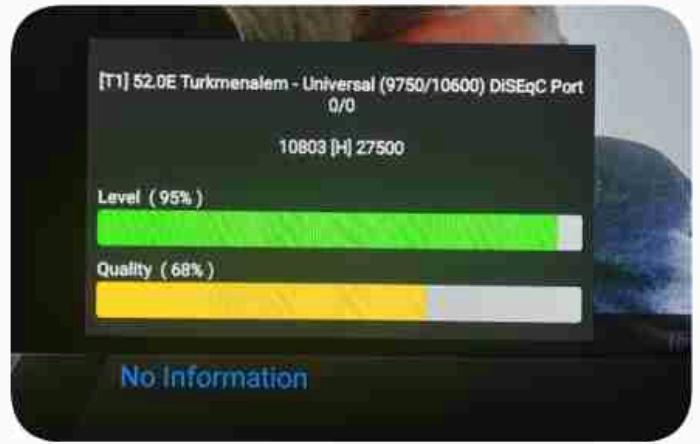 [T1] 52.0E Turkmenalem - Universal (9750/10600) DiSEqC Port
0/0
10803 [H] 27500
Level ( 95% )
Quality ( 68% )
No Information